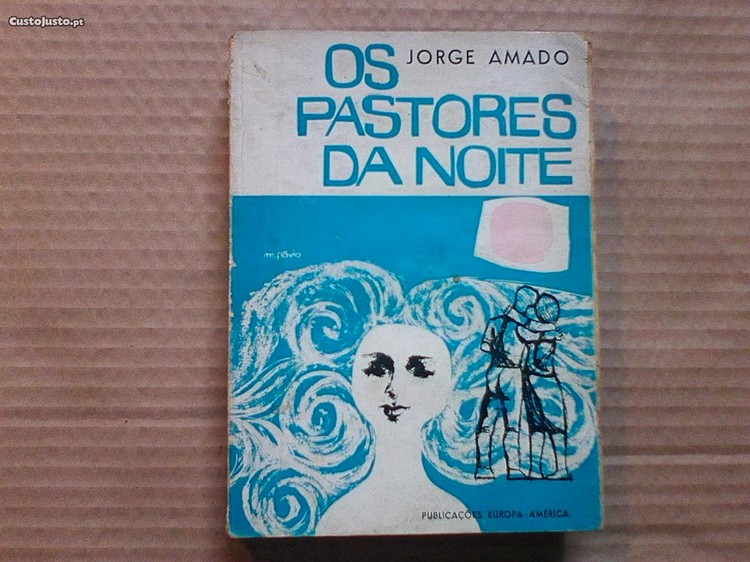 CustoJusto.pt
JORGE AMADO
OS
PASTORES
DA NOITE
m. flávio
PUBLICAÇÕES EUROPA-AMÉRICA